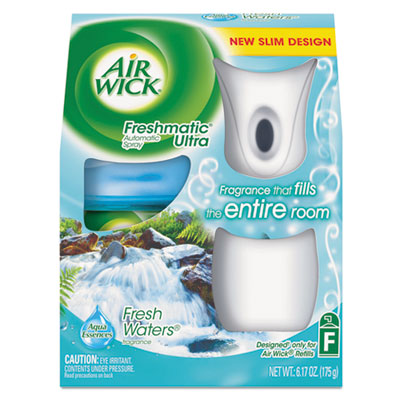 NEW SLIM DESIGN
AIR
WICK®
Freshmatic®
Automatic
Spray
Ultra
Fragrance that fills
the entire room
Aqua
Essences
Fresh
Waters®
fragrance
CAUTION: EYE IRRITANT.
CONTENTS UNDER PRESSURE.
Read precautions on back
Designed only for
Air Wick® Refills
F
NET WT: 6.17 OZ. (175 g)